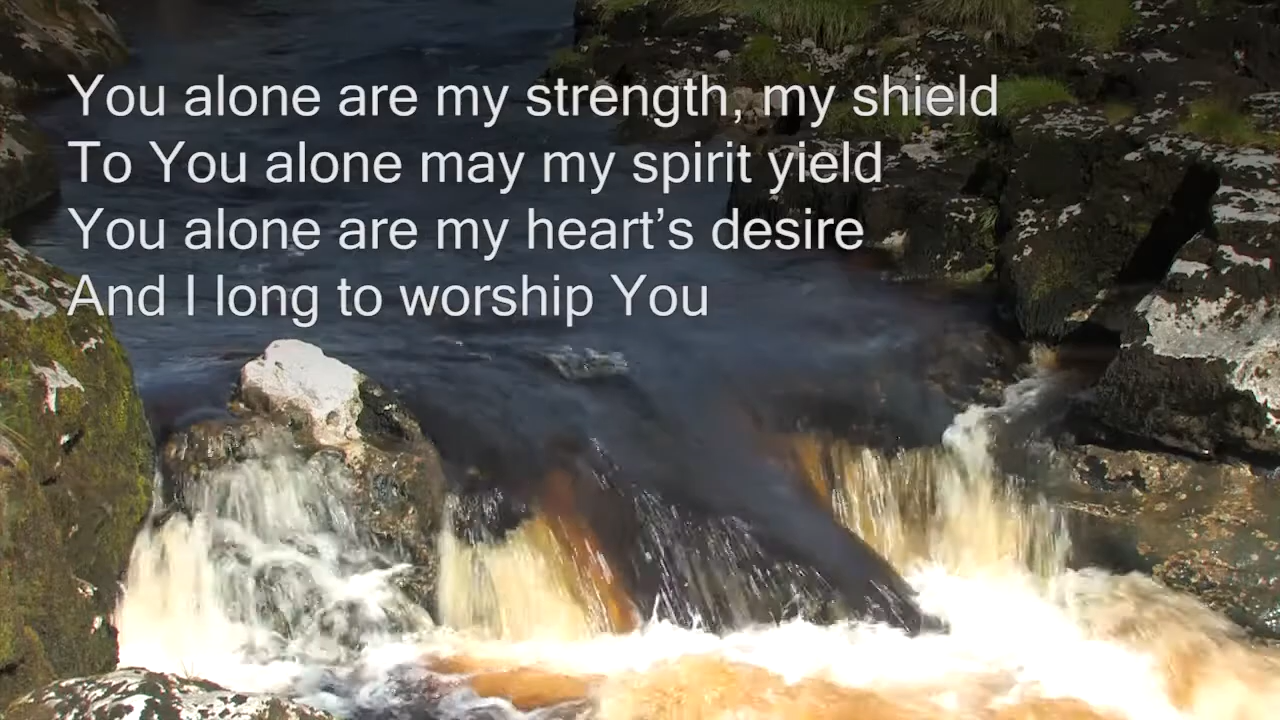 You alone are my strength, my shield
To You alone may my spirit yield
You alone are my heart’s desire
And I long to worship You